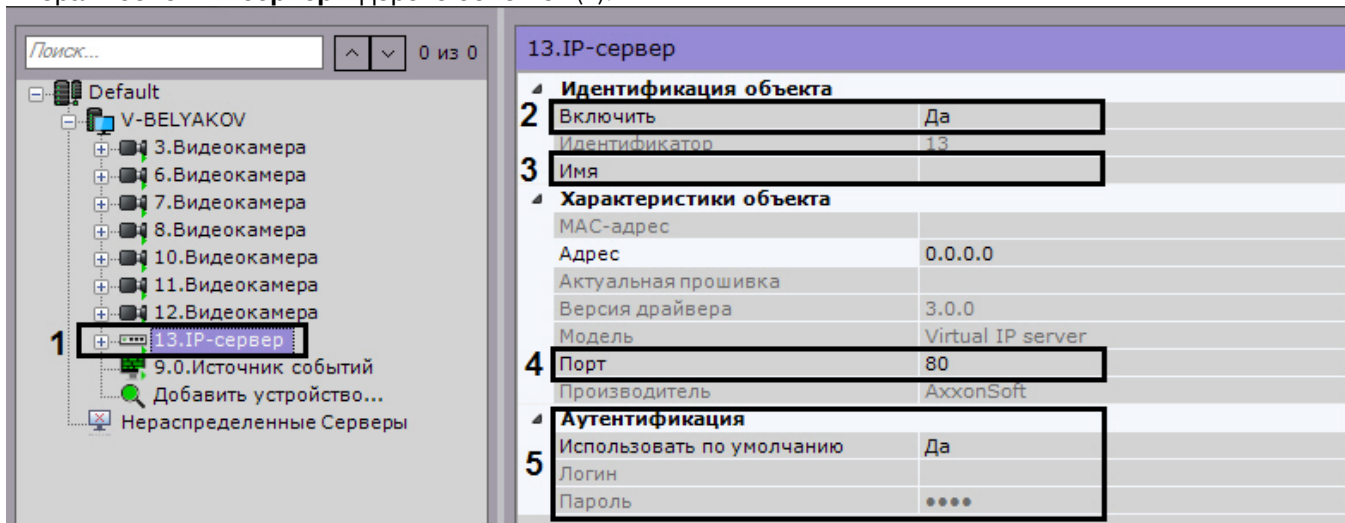 Поиск...
0 из 0
Default
V-BELYAKOV
3.Видеокамера
6.Видеокамера
7.Видеокамера
8.Видеокамера
10.Видеокамера
11.Видеокамера
12.Видеокамера
1 13.IP-сервер
9.0.Источник событий
Добавить устройство...
Нераспределенные Серверы
13.IP-сервер
Идентификация объекта
2 Включить Да
Идентификатор 13
3 Имя
Характеристики объекта
MAC-адрес
Адрес 0.0.0.0
Актуальная прошивка
Версия драйвера 3.0.0
Модель Virtual IP server
4 Порт 80
Производитель AxxonSoft
Аутентификация
Использовать по умолчанию Да
5 Логин
Пароль ●●●●